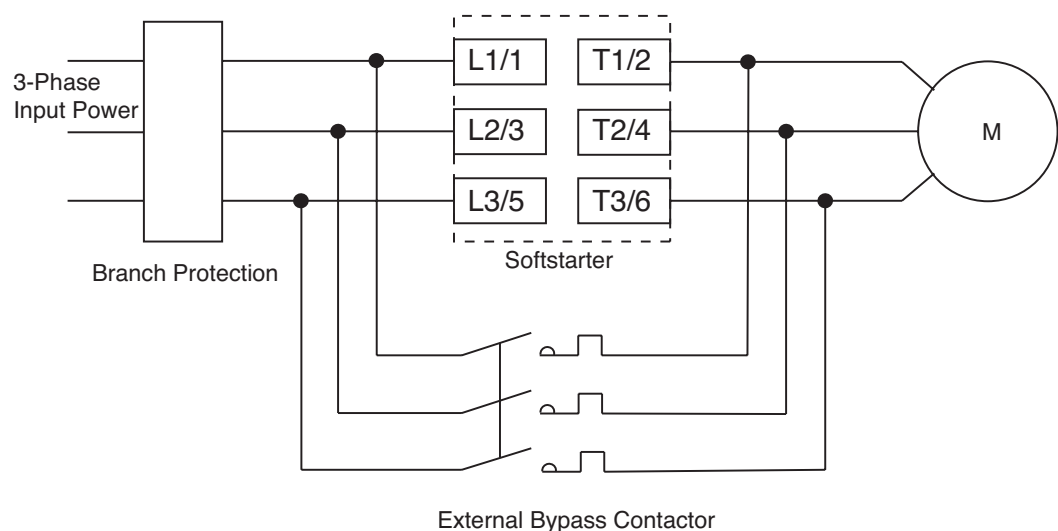 3-Phase
Input Power
L1/1
T1/2
L2/3
T2/4
L3/5
T3/6
M
Branch Protection
Softstarter
External Bypass Contactor